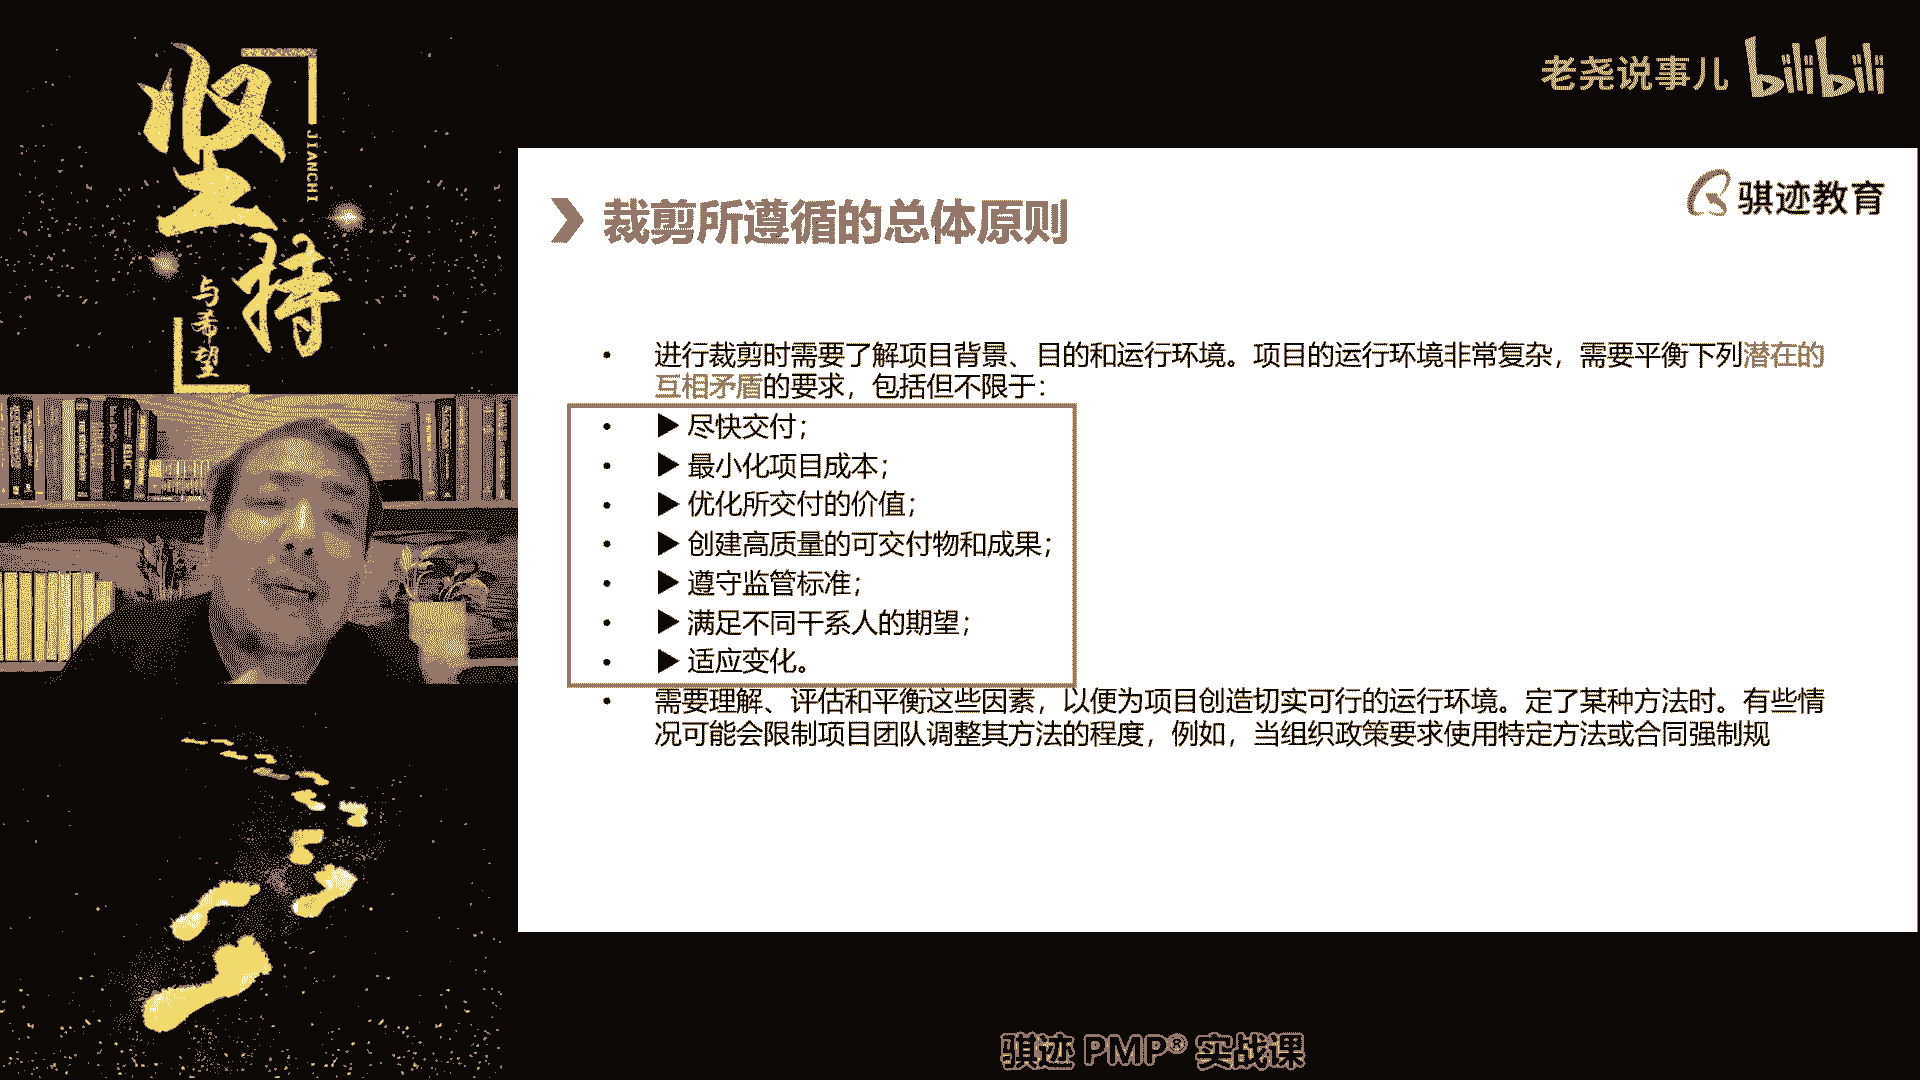 坚持
JIANCHI
与希望
老尧说事儿 bilibili
骐迹教育
裁剪所遵循的总体原则
• 进行裁剪时需要了解项目背景、目的和运行环境。项目的运行环境非常复杂，需要平衡下列潜在的
互相矛盾的要求，包括但不限于：
• ▶ 尽快交付；
• ▶ 最小化项目成本；
• ▶ 优化所交付的价值；
• ▶ 创建高质量的可交付物和成果；
• ▶ 遵守监管标准；
• ▶ 满足不同干系人的期望；
• ▶ 适应变化。
• 需要理解、评估和平衡这些因素，以便为项目创造切实可行的运行环境。定了某种方法时。有些情
况可能会限制项目团队调整其方法的程度，例如，当组织政策要求使用特定方法或合同强制规
骐迹 PMP® 实战课